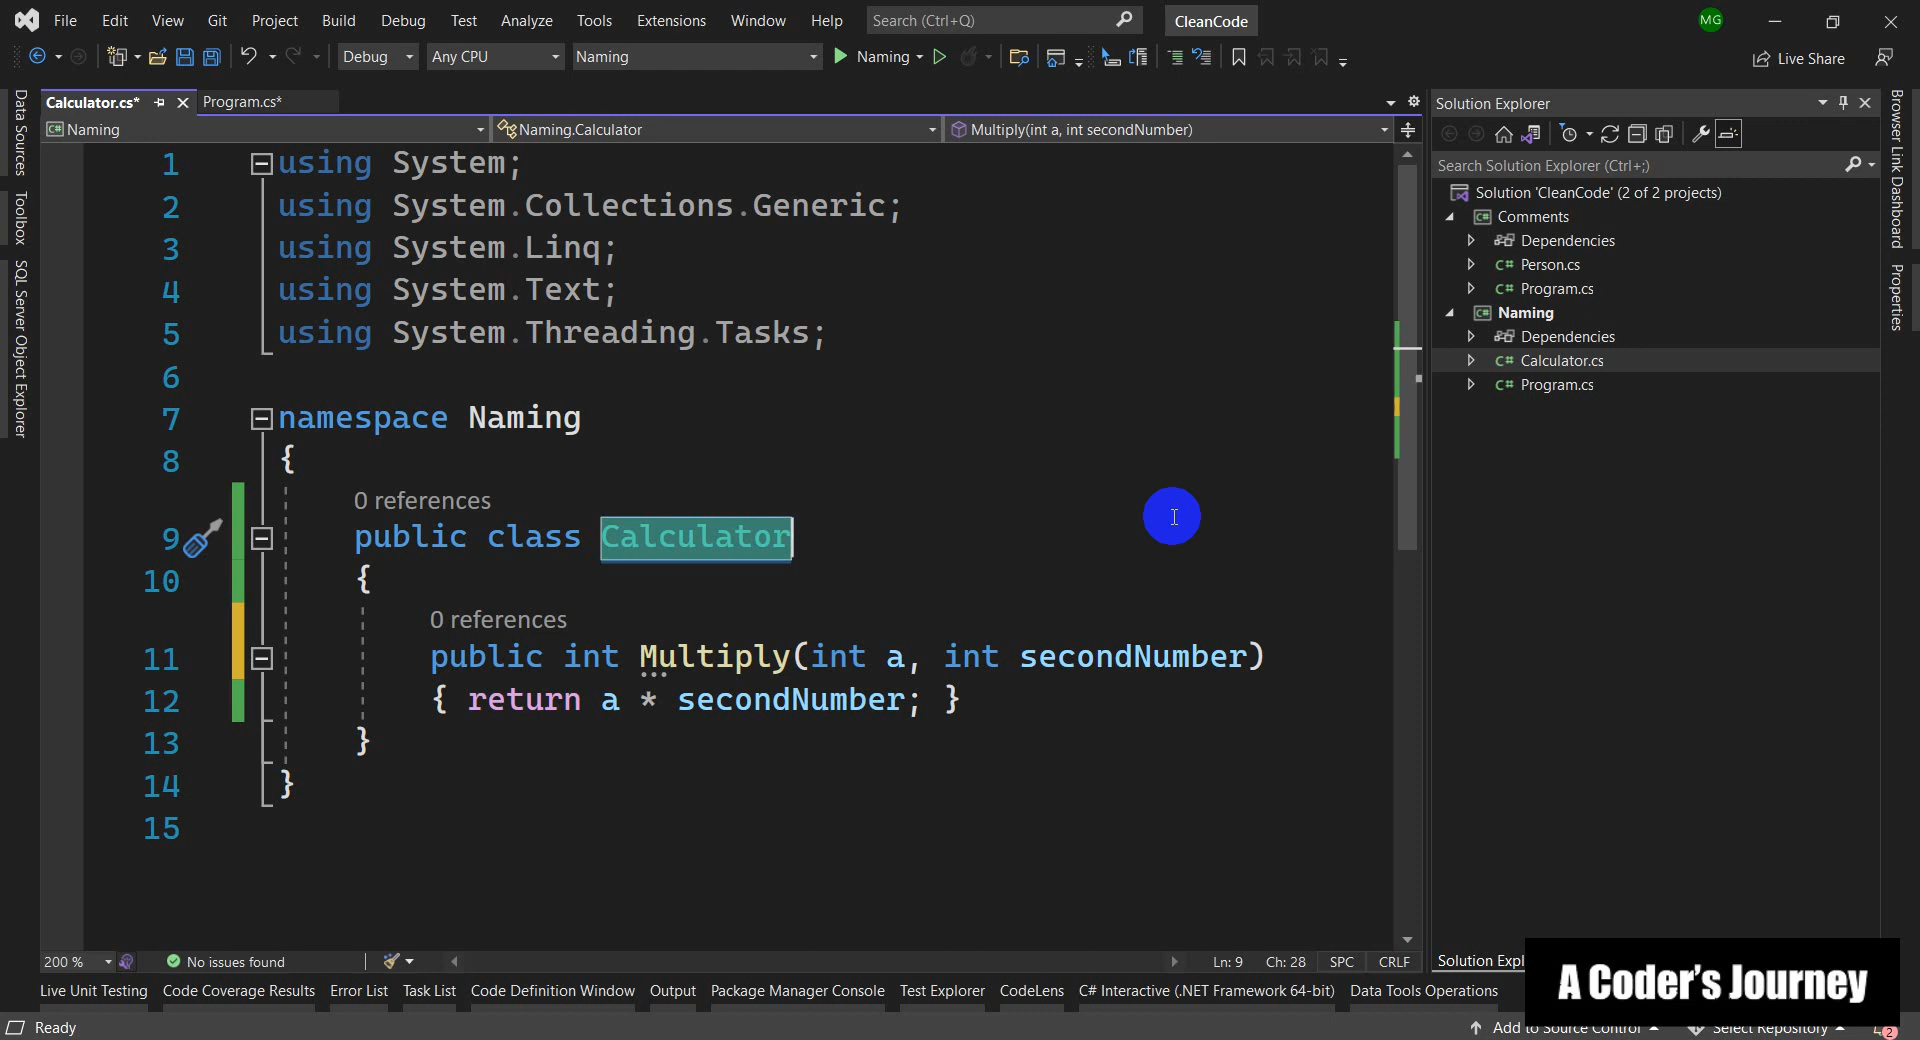 File Edit View Git Project Build Debug Test Analyze Tools Extensions Window Help Search (Ctrl+Q) CleanCode MG
Debug Any CPU Naming Naming Live Share
Data Sources
Toolbox
SQL Server Object Explorer
Calculator.cs* Program.cs*
C# Naming Naming.Calculator Multiply(int a, int secondNumber)
1 using System;
2 using System.Collections.Generic;
3 using System.Linq;
4 using System.Text;
5 using System.Threading.Tasks;
6
7 namespace Naming
8 {
0 references
9 public class Calculator
10 {
0 references
11 public int Multiply(int a, int secondNumber)
12 { return a * secondNumber; }
13 }
14 }
15
200 % No issues found Ln: 9 Ch: 28 SPC CRLF
Solution Explorer
Search Solution Explorer (Ctrl+;)
Solution 'CleanCode' (2 of 2 projects)
C# Comments
Dependencies
C# Person.cs
C# Program.cs
C# Naming
Dependencies
C# Calculator.cs
C# Program.cs
Solution Expl
Browser Link Dashboard
Properties
Live Unit Testing Code Coverage Results Error List Task List Code Definition Window Output Package Manager Console Test Explorer CodeLens C# Interactive (.NET Framework 64-bit) Data Tools Operations
A Coder's Journey
Ready Add to Source Control Select Repository 2